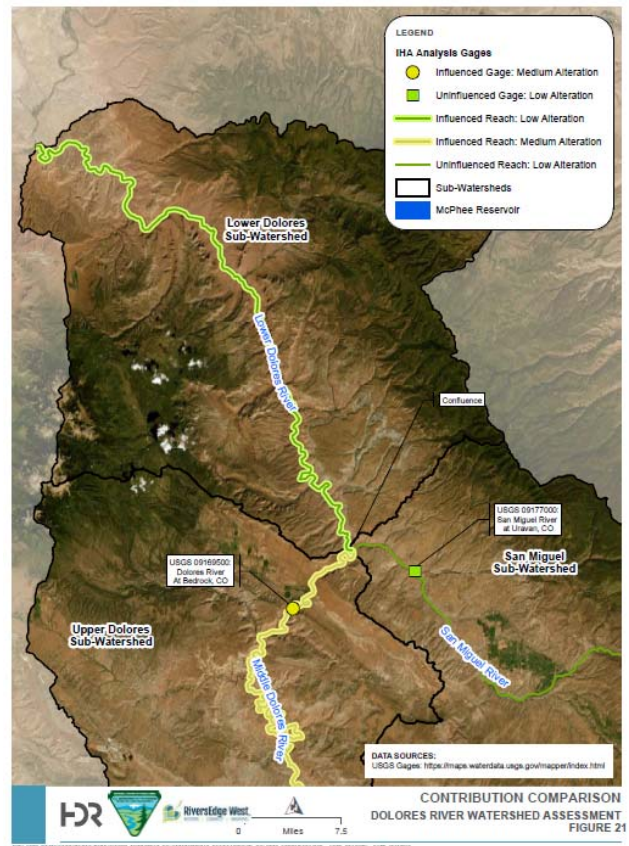 LEGEND
IHA Analysis Gages
Influenced Gage: Medium Alteration
Uninfluenced Gage: Low Alteration
Influenced Reach: Low Alteration
Influenced Reach: Medium Alteration
Uninfluenced Reach: Low Alteration
Sub-Watersheds
McPhee Reservoir
Lower Dolores
Sub-Watershed
Lower Dolores River
Confluence
USGS 09177000:
San Miguel River
at Uravan, CO
USGS 09169500:
Dolores River
At Bedrock, CO
San Miguel
Sub-Watershed
Upper Dolores
Sub-Watershed
San Miguel River
Middle Dolores River
DATA SOURCES:
USGS Gages: https://maps.waterdata.usgs.gov/mapper/index.html
HDR
RiversEdge West
0 Miles 7.5
CONTRIBUTION COMPARISON
DOLORES RIVER WATERSHED ASSESSMENT
FIGURE 21